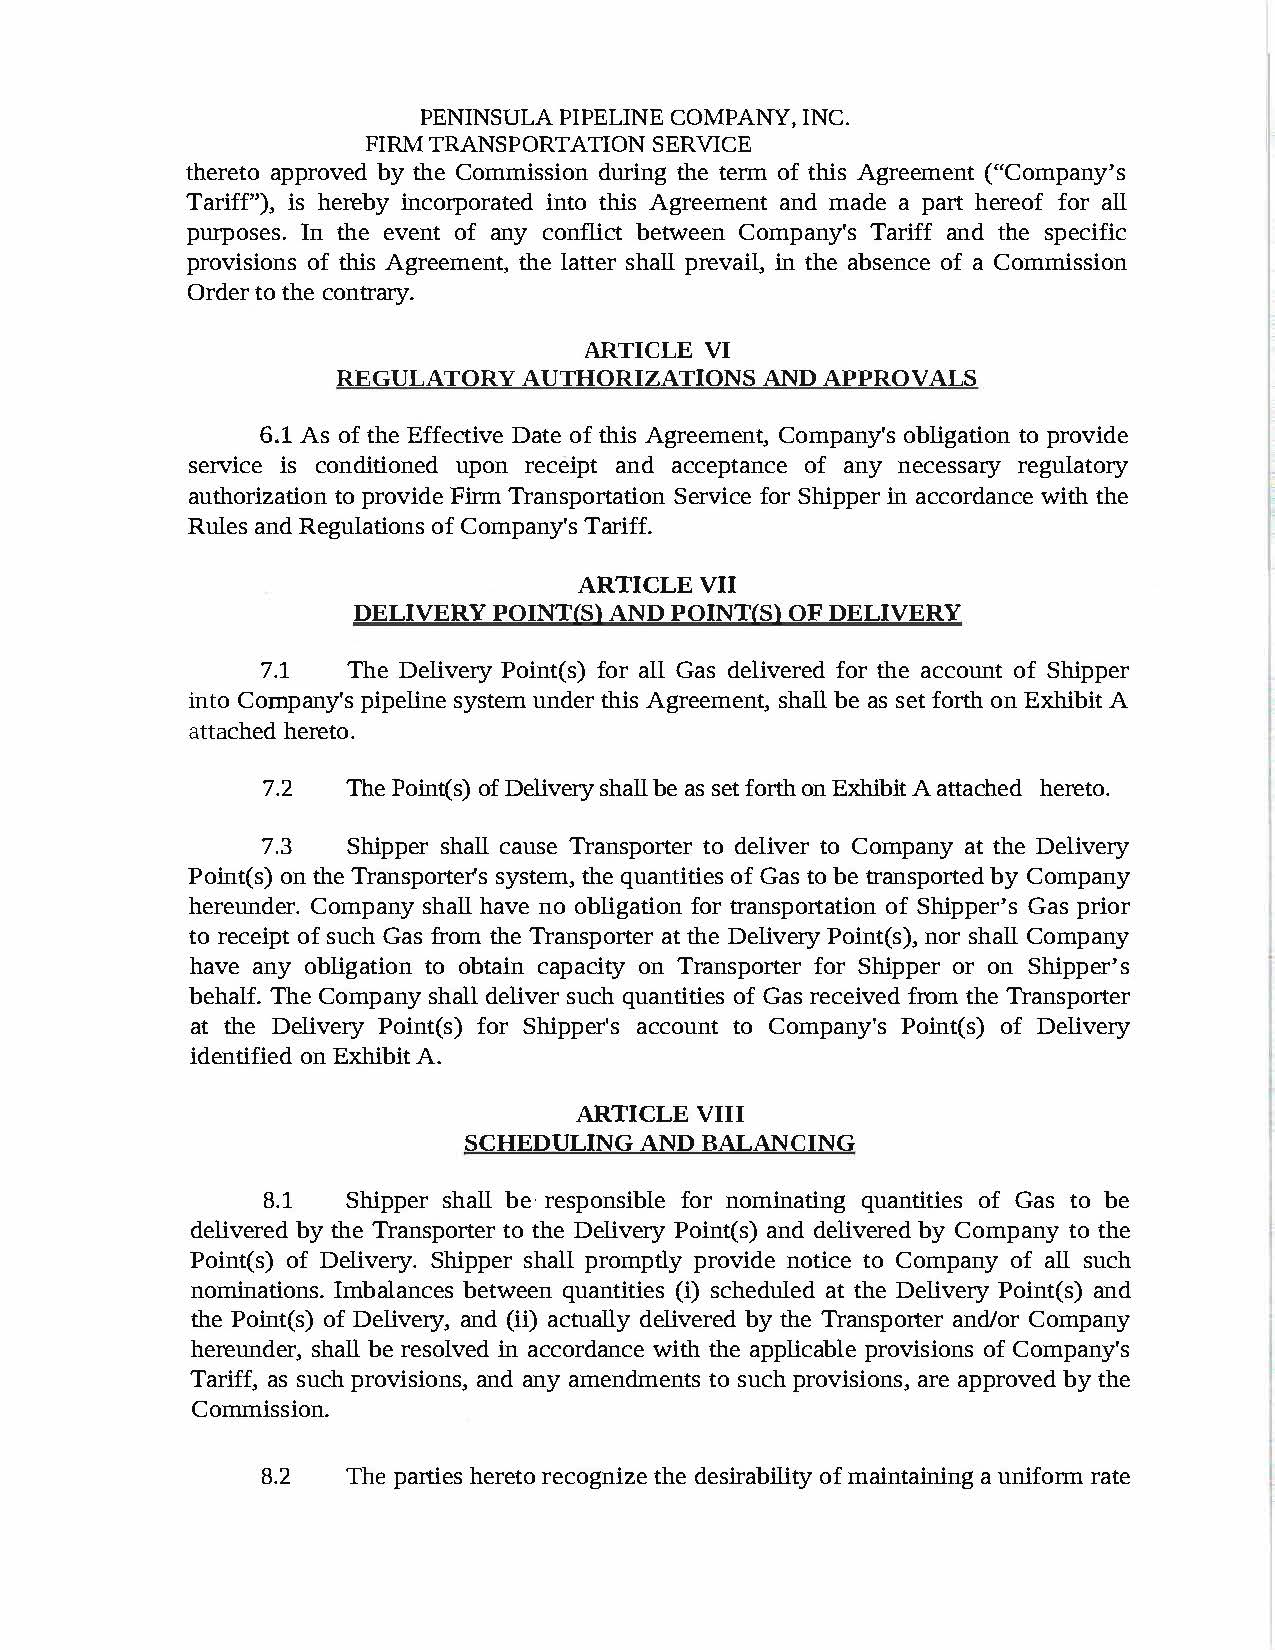 PENINSULA PIPELINE COMPANY, INC.
FIRM TRANSPORTATION SERVICE
thereto approved by the Commission during the term of this Agreement (“Company’s
Tariff”), is hereby incorporated into this Agreement and made a part hereof for all
purposes. In the event of any conflict between Company's Tariff and the specific
provisions of this Agreement, the latter shall prevail, in the absence of a Commission
Order to the contrary.
ARTICLE VI
REGULATORY AUTHORIZATIONS AND APPROVALS
6.1 As of the Effective Date of this Agreement, Company's obligation to provide
service is conditioned upon receipt and acceptance of any necessary regulatory
authorization to provide Firm Transportation Service for Shipper in accordance with the
Rules and Regulations of Company's Tariff.
ARTICLE VII
DELIVERY POINT(S) AND POINT(S) OF DELIVERY
7.1 The Delivery Point(s) for all Gas delivered for the account of Shipper
into Company's pipeline system under this Agreement, shall be as set forth on Exhibit A
attached hereto.
7.2 The Point(s) of Delivery shall be as set forth on Exhibit A attached hereto.
7.3 Shipper shall cause Transporter to deliver to Company at the Delivery
Point(s) on the Transporter's system, the quantities of Gas to be transported by Company
hereunder. Company shall have no obligation for transportation of Shipper’s Gas prior
to receipt of such Gas from the Transporter at the Delivery Point(s), nor shall Company
have any obligation to obtain capacity on Transporter for Shipper or on Shipper’s
behalf. The Company shall deliver such quantities of Gas received from the Transporter
at the Delivery Point(s) for Shipper's account to Company's Point(s) of Delivery
identified on Exhibit A.
ARTICLE VIII
SCHEDULING AND BALANCING
8.1 Shipper shall be responsible for nominating quantities of Gas to be
delivered by the Transporter to the Delivery Point(s) and delivered by Company to the
Point(s) of Delivery. Shipper shall promptly provide notice to Company of all such
nominations. Imbalances between quantities (i) scheduled at the Delivery Point(s) and
the Point(s) of Delivery, and (ii) actually delivered by the Transporter and/or Company
hereunder, shall be resolved in accordance with the applicable provisions of Company's
Tariff, as such provisions, and any amendments to such provisions, are approved by the
Commission.
8.2 The parties hereto recognize the desirability of maintaining a uniform rate